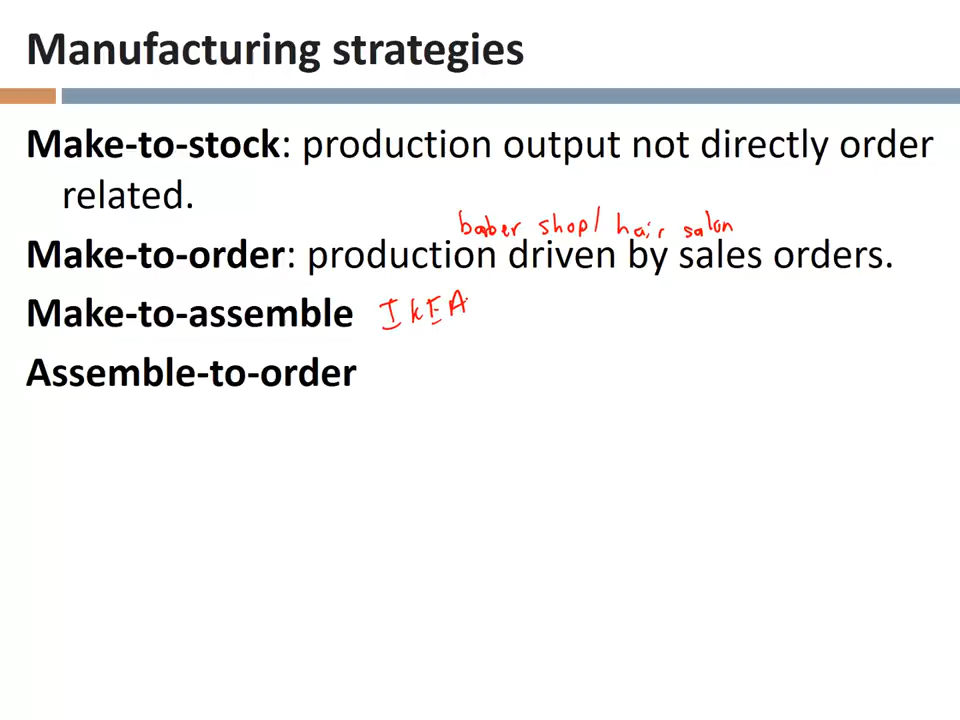 Manufacturing strategies
Make-to-stock: production output not directly order
related.
baber shop/ hair salon
Make-to-order: production driven by sales orders.
Make-to-assemble IKEA
Assemble-to-order